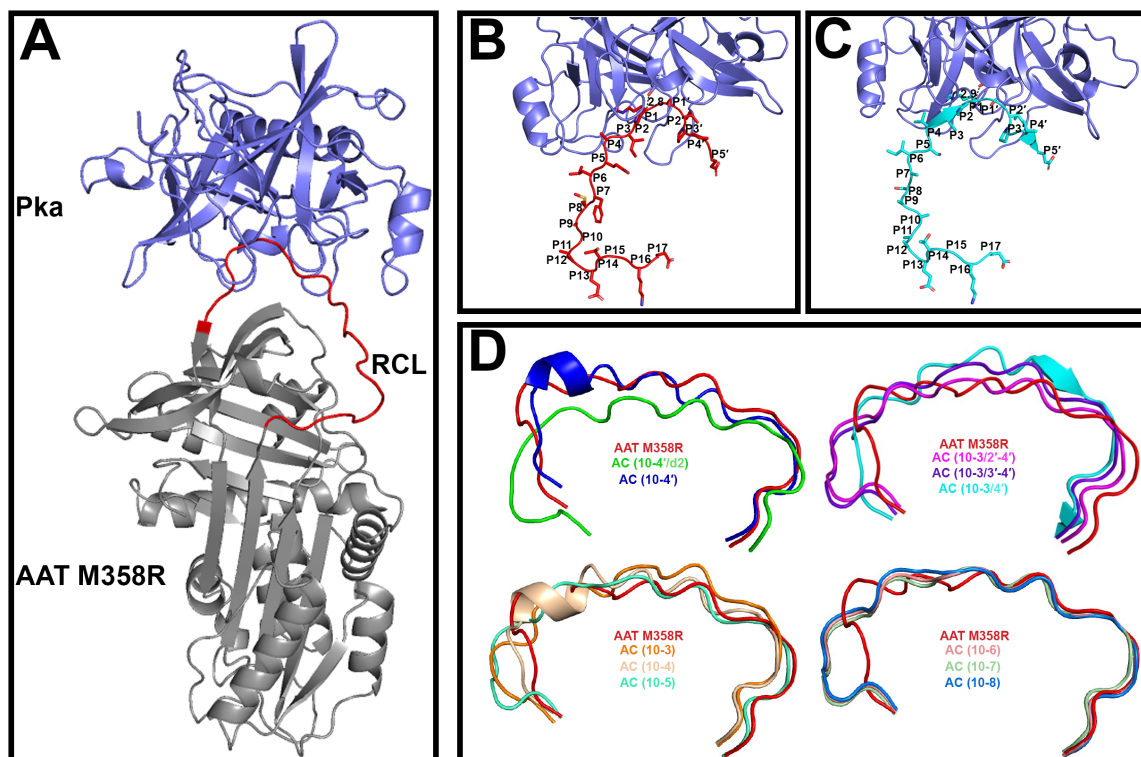 A
Pka
RCL
AAT M358R
B
2.8
P1'
P1
P2'
P3
P2
P3'
P4
P4'
P5
P5'
P6
P7
P8
P9
P10
P11
P15
P17
P12
P14
P16
P13
C
2.9
P1'
P2
P2'
P4
P3
P3'
P4'
P5
P5'
P6
P7
P8
P9
P10
P11
P15
P17
P12
P14
P13
P16
D
AAT M358R
AC (10-4'/d2)
AC (10-4')
AAT M358R
AC (10-3/2'-4')
AC (10-3/3'-4')
AC (10-3/4')
AAT M358R
AC (10-3)
AC (10-4)
AC (10-5)
AAT M358R
AC (10-6)
AC (10-7)
AC (10-8)